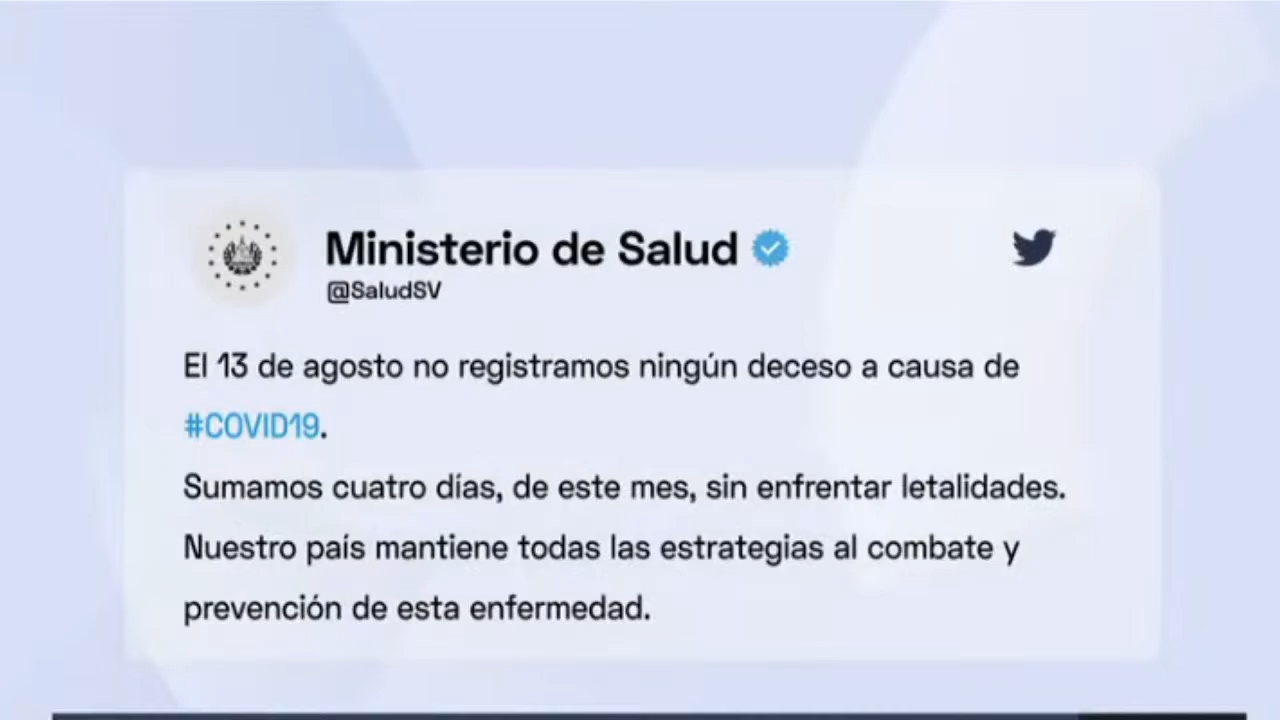 Ministerio de Salud
@SaludSV
El 13 de agosto no registramos ningún deceso a causa de
#COVID19.
Sumamos cuatro días, de este mes, sin enfrentar letalidades.
Nuestro país mantiene todas las estrategias al combate y
prevención de esta enfermedad.